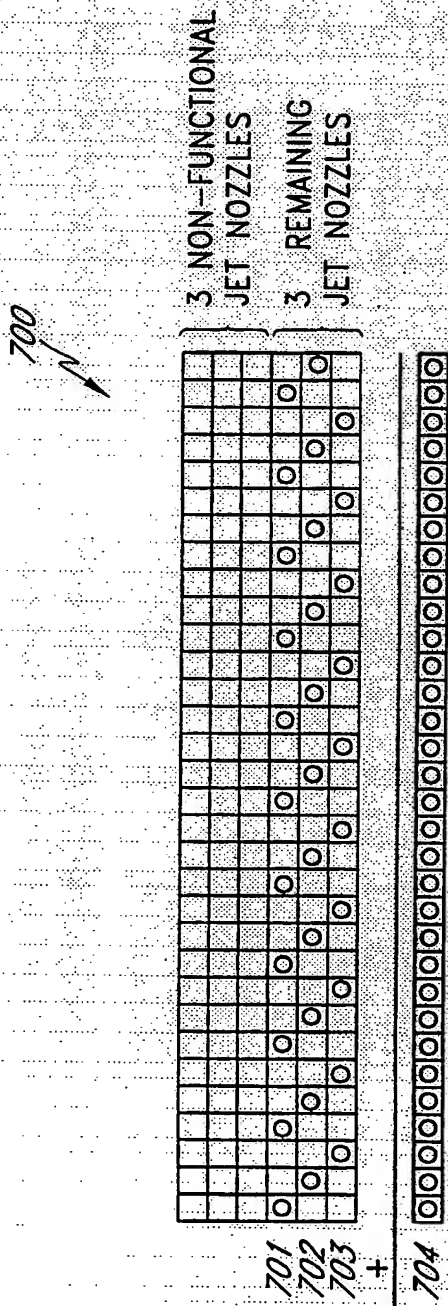 700
3 NON-FUNCTIONAL
JET NOZZLES
3 REMAINING
JET NOZZLES
701
702
703
+
704